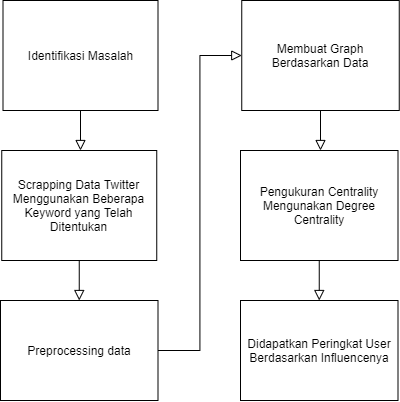 Identifikasi Masalah
Scrapping Data Twitter
Menggunakan Beberapa
Keyword yang Telah
Ditentukan
Preprocessing data
Membuat Graph
Berdasarkan Data
Pengukuran Centrality
Mengunakan Degree
Centrality
Didapatkan Peringkat User
Berdasarkan Influencenya